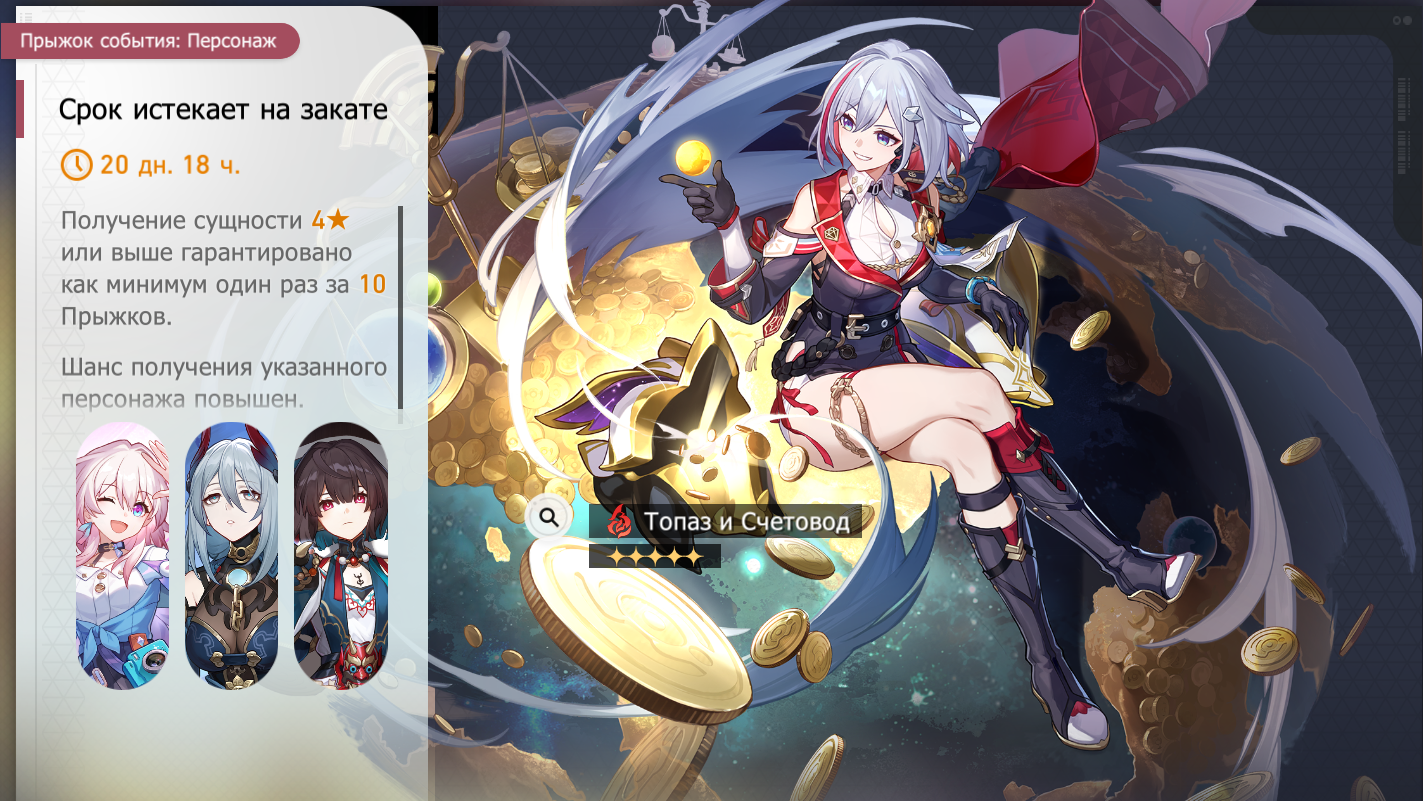 Прыжок события: Персонаж
Срок истекает на закате
20 дн. 18 ч.
Получение сущности 4★
или выше гарантировано
как минимум один раз за 10
Прыжков.
Шанс получения указанного
персонажа повышен.
Топаз и Счетовод